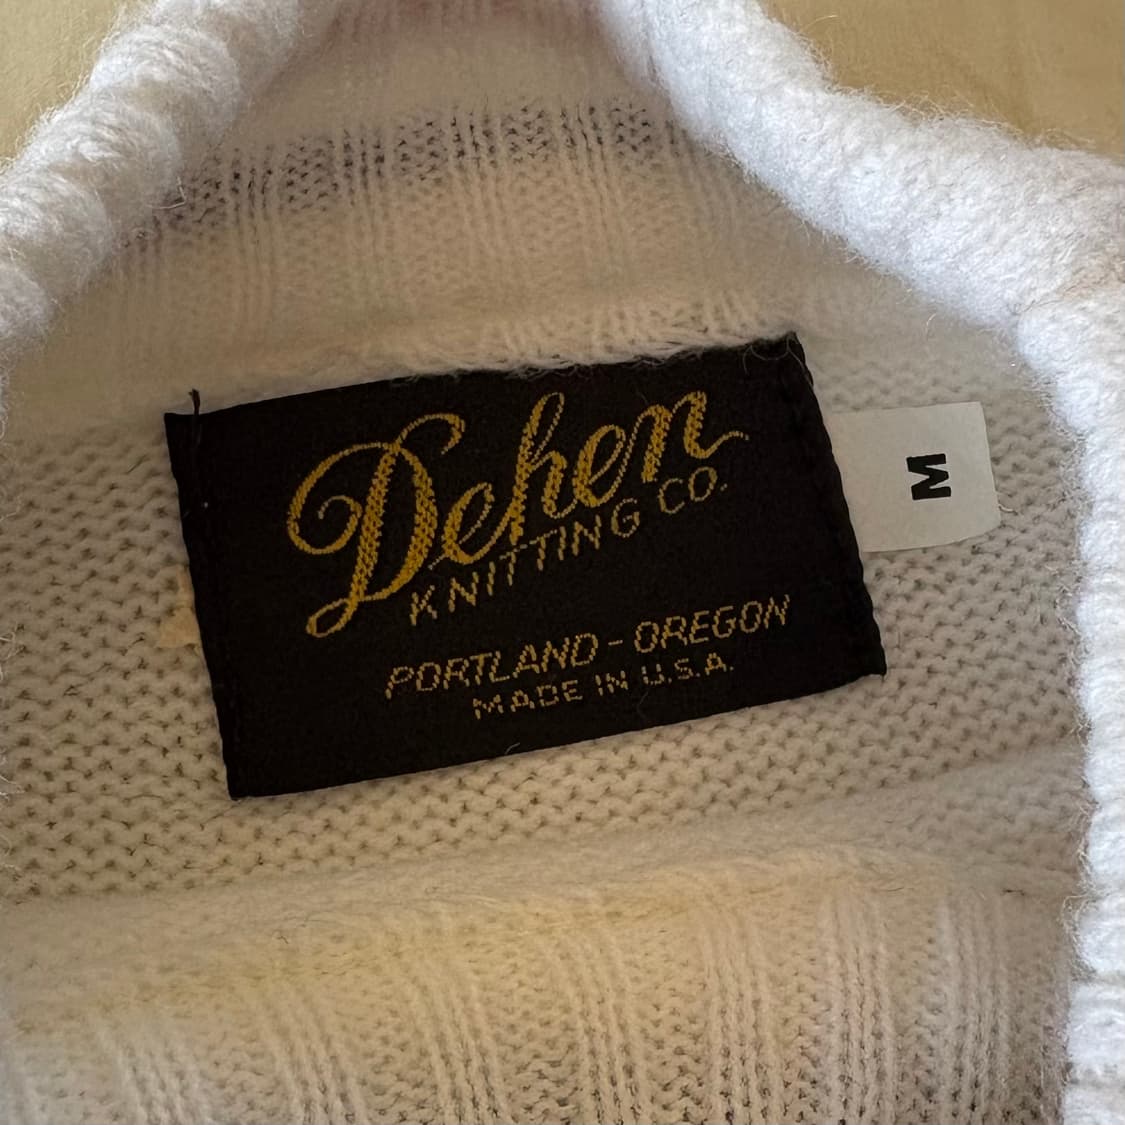 Dehen
KNITTING CO.
PORTLAND - OREGON
MADE IN U.S.A.
M